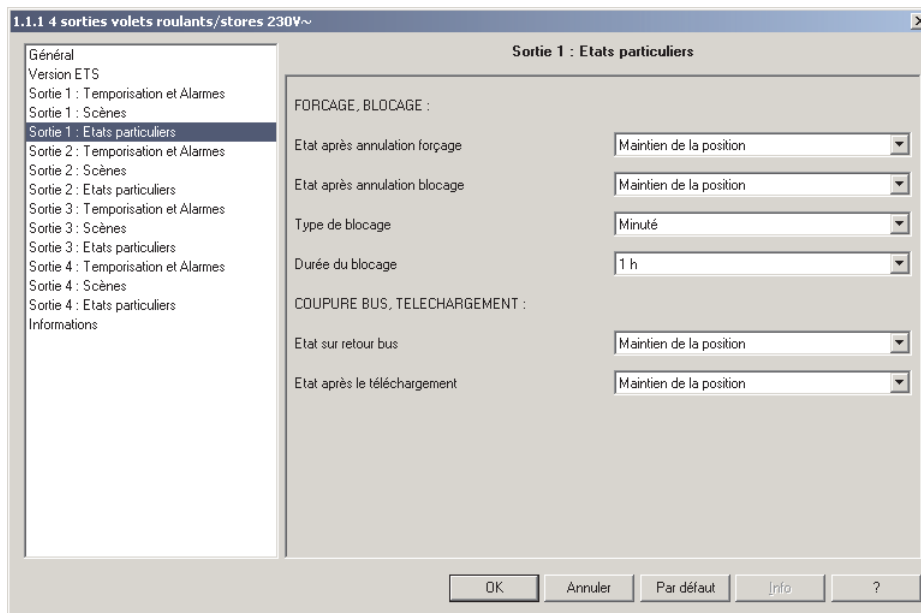 1.1.1 4 sorties volets roulants/stores 230V~
Général
Version ETS
Sortie 1 : Temporisation et Alarmes
Sortie 1 : Scènes
Sortie 1 : Etats particuliers
Sortie 2 : Temporisation et Alarmes
Sortie 2 : Scènes
Sortie 2 : Etats particuliers
Sortie 3 : Temporisation et Alarmes
Sortie 3 : Scènes
Sortie 3 : Etats particuliers
Sortie 4 : Temporisation et Alarmes
Sortie 4 : Scènes
Sortie 4 : Etats particuliers
Informations
Sortie 1 : Etats particuliers
FORCAGE, BLOCAGE :
Etat après annulation forçage Maintien de la position
Etat après annulation blocage Maintien de la position
Type de blocage Minuté
Durée du blocage 1 h
COUPURE BUS, TELECHARGEMENT :
Etat sur retour bus Maintien de la position
Etat après le téléchargement Maintien de la position
OK Annuler Par défaut Info ?